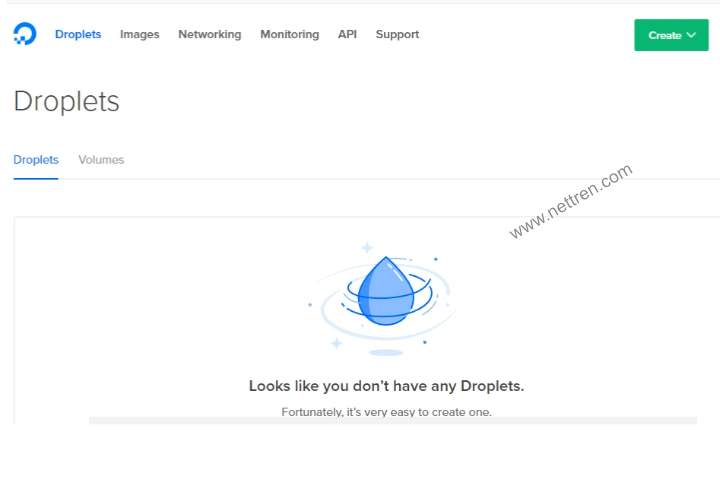 Droplets Images Networking Monitoring API Support Create
Droplets
Droplets Volumes
www.nettren.com
Looks like you don’t have any Droplets.
Fortunately, it’s very easy to create one.